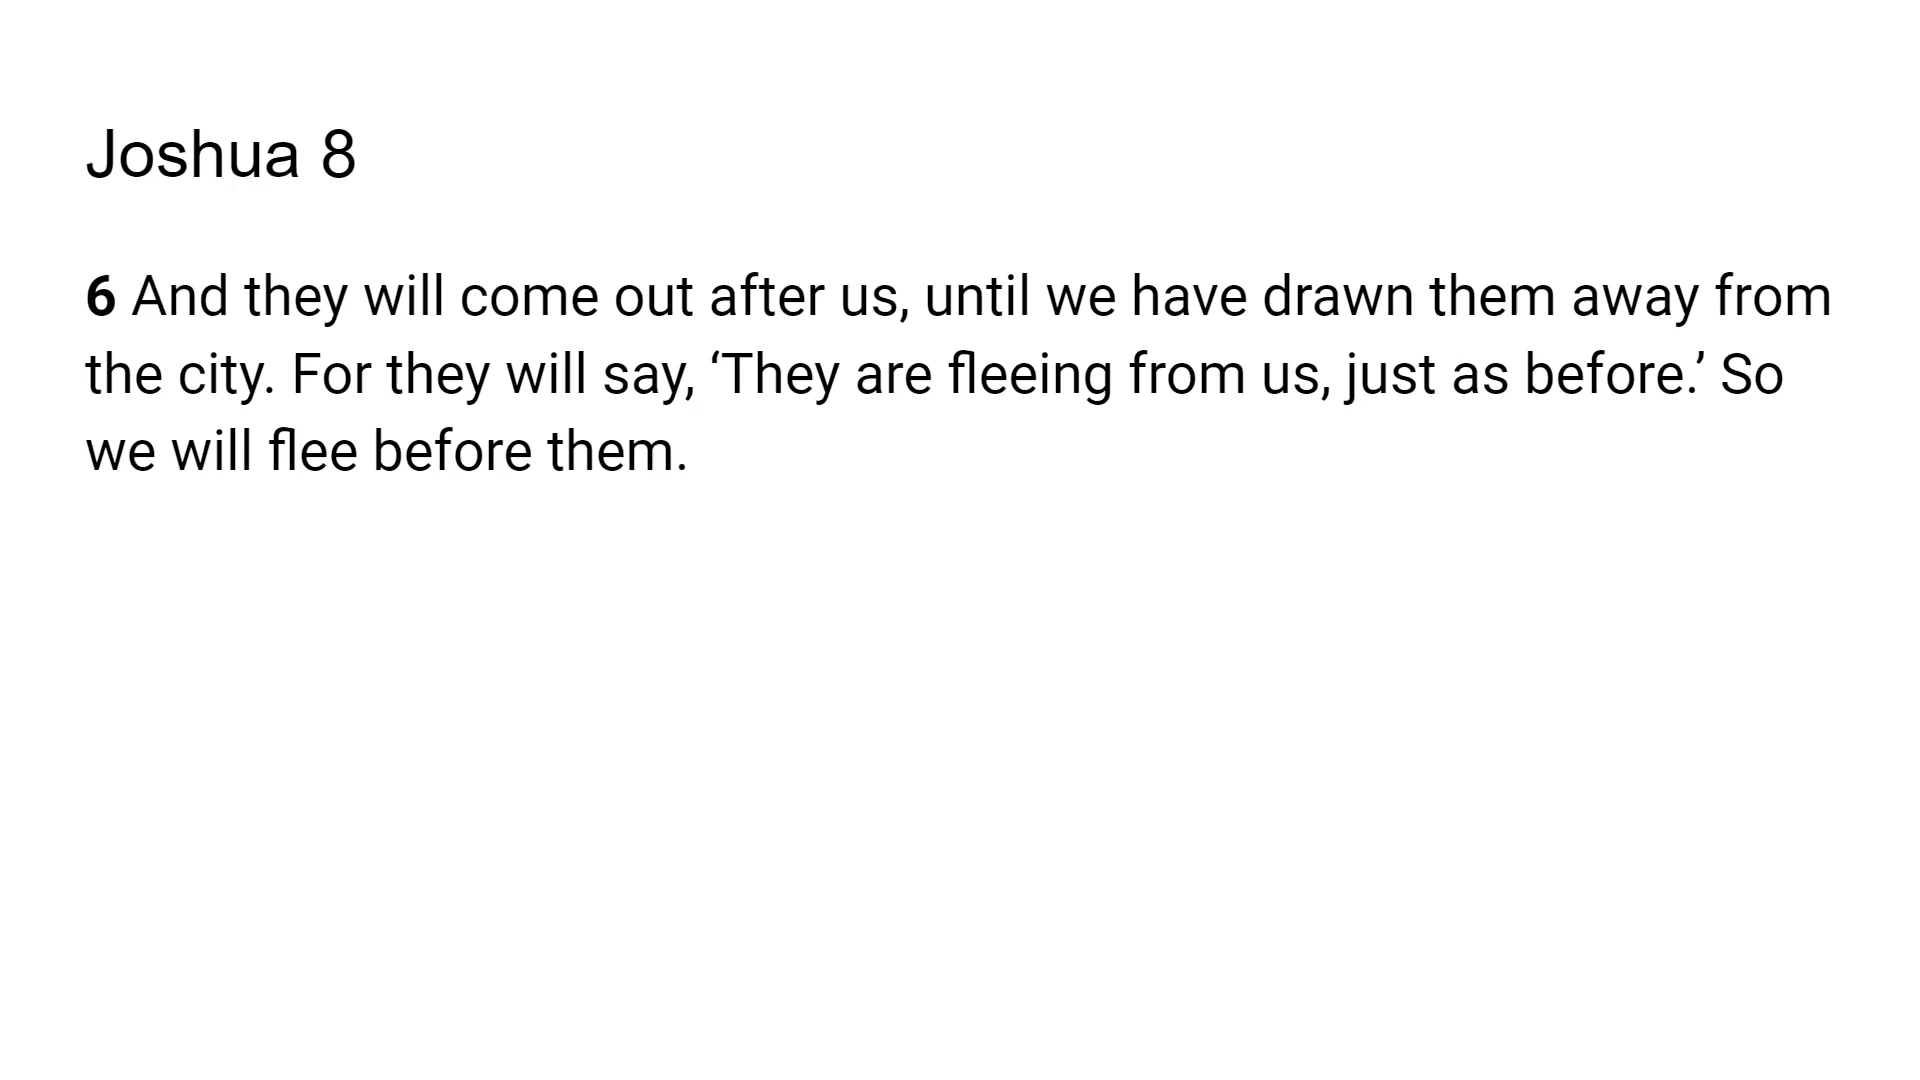 Joshua 8
6 And they will come out after us, until we have drawn them away from
the city. For they will say, ‘They are fleeing from us, just as before.’ So
we will flee before them.